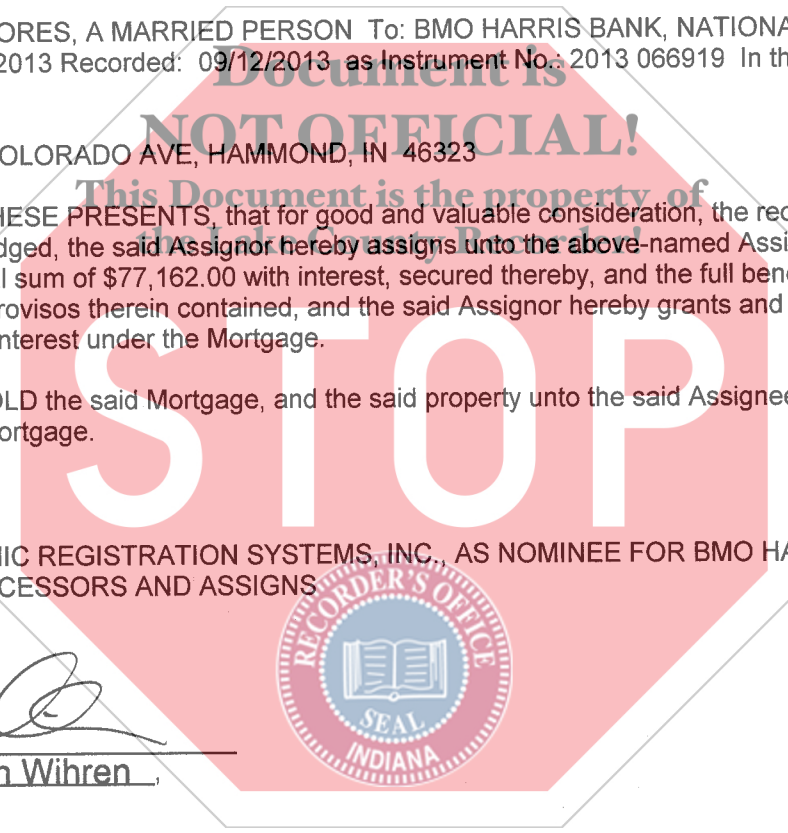 ORES, A MARRIED PERSON To: BMO HARRIS BANK, NATIONA
2013 Recorded: 09/12/2013 as Instrument No.: 2013 066919 In th
Document is
NOT OFFICIAL!
OLORADO AVE, HAMMOND, IN 46323
This Document is the property of
the Lake County Recorder!
HESE PRESENTS, that for good and valuable consideration, the rec
dged, the said Assignor hereby assigns unto the above-named Assi
l sum of $77,162.00 with interest, secured thereby, and the full bene
rovisos therein contained, and the said Assignor hereby grants and
nterest under the Mortgage.
STOP
OLD the said Mortgage, and the said property unto the said Assignee
ortgage.
NIC REGISTRATION SYSTEMS, INC., AS NOMINEE FOR BMO HA
CESSORS AND ASSIGNS
RECORDER'S OFFICE
SEAL
INDIANA
n Wihren ,